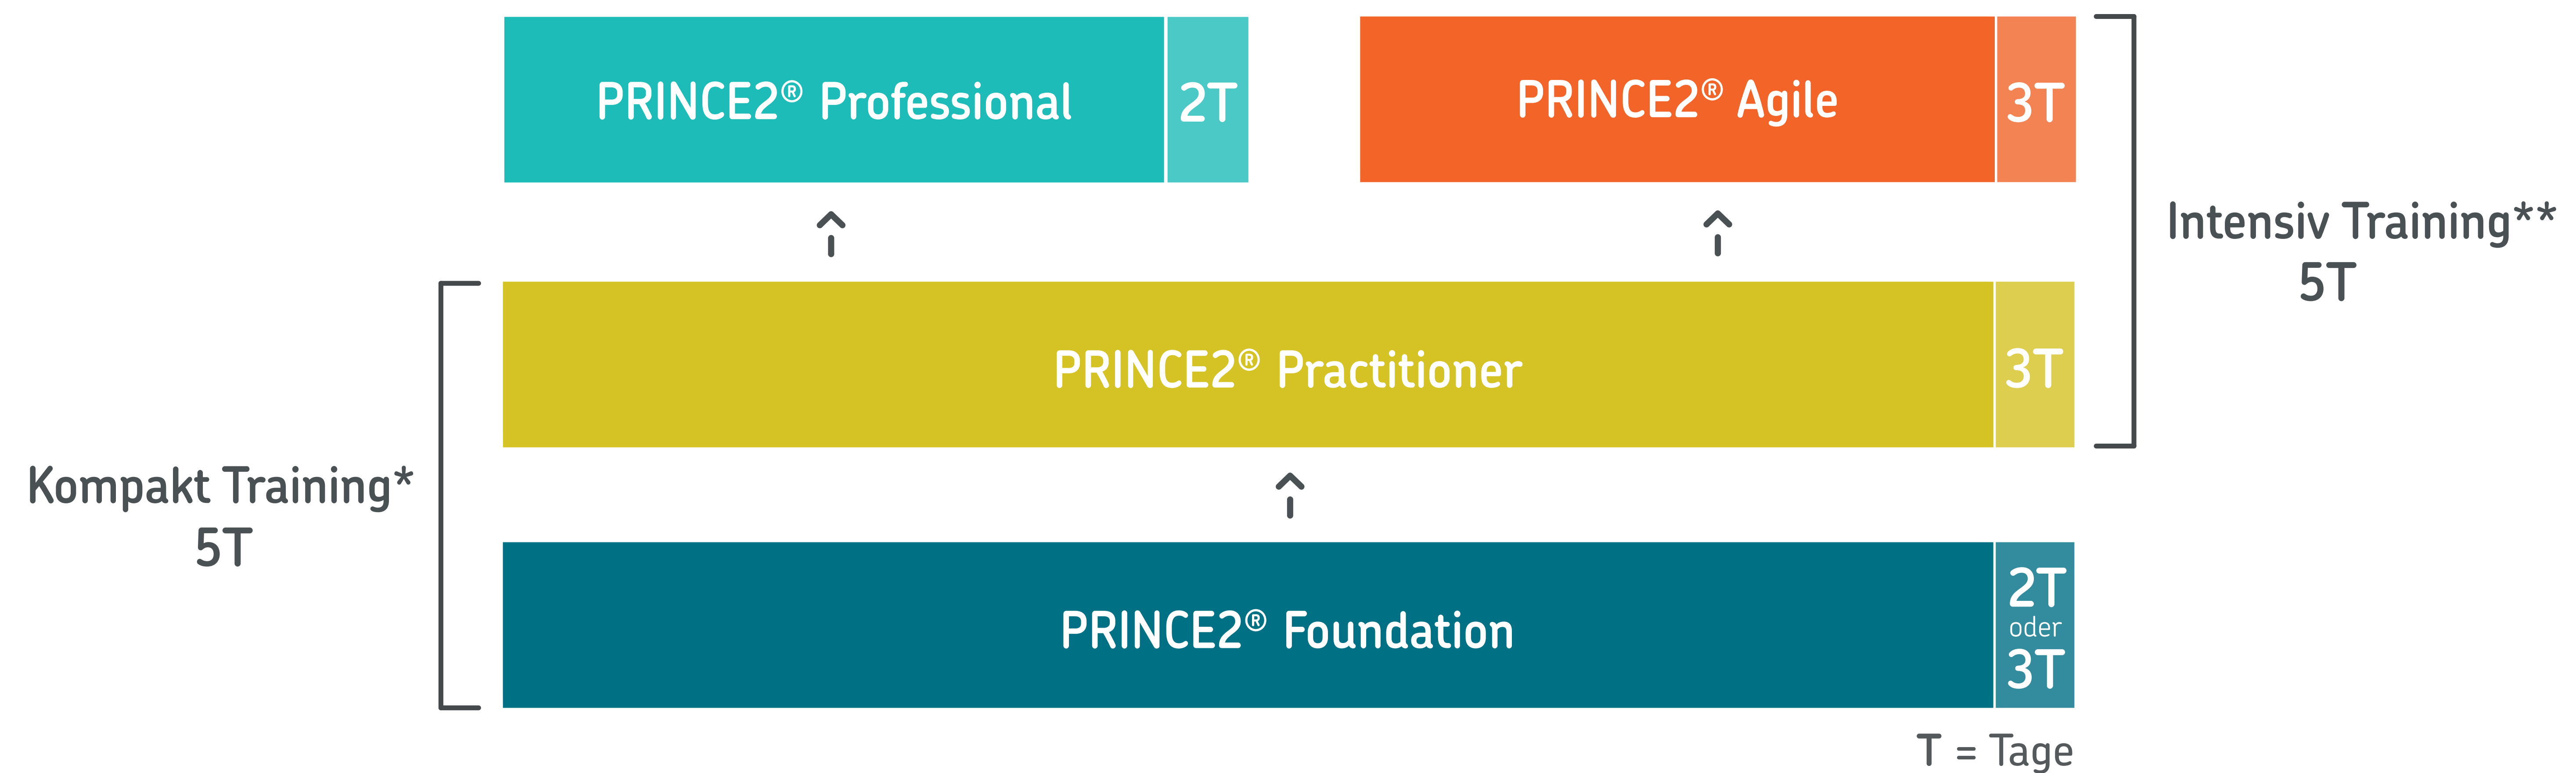 PRINCE2® Professional 2T
PRINCE2® Agile 3T
Intensiv Training**
5T
PRINCE2® Practitioner 3T
Kompakt Training*
5T
PRINCE2® Foundation
2T
oder
3T
T = Tage